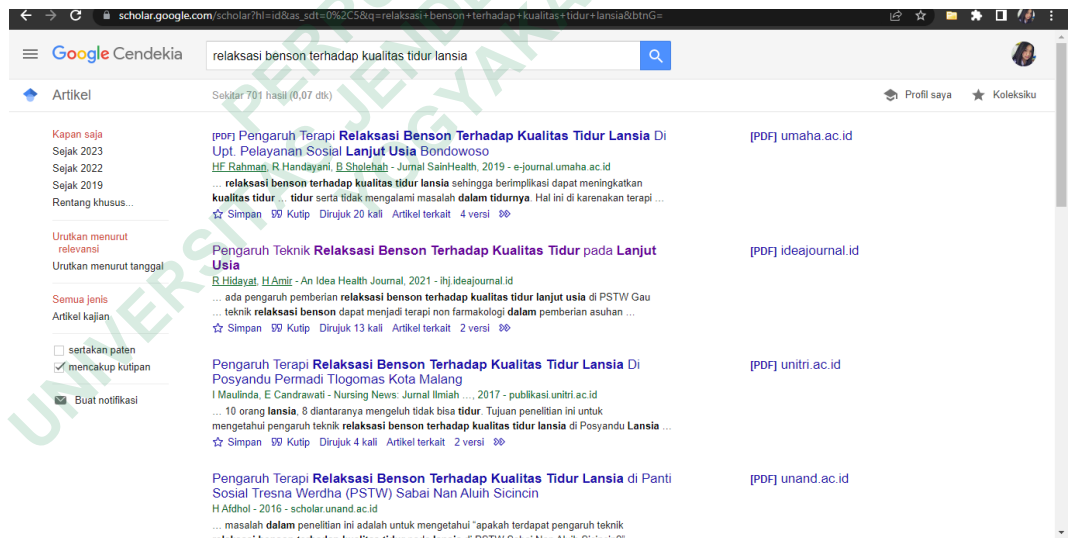 scholar.google.com/scholar?hl=id&as_sdt=0%2C5&q=relaksasi+benson+terhadap+kualitas+tidur+lansia&btnG=
Google Cendekia
relaksasi benson terhadap kualitas tidur lansia
Artikel
Sekitar 701 hasil (0,07 dtk)
Profil saya
Koleksiku
Kapan saja
Sejak 2023
Sejak 2022
Sejak 2019
Rentang khusus...
Urutkan menurut
relevansi
Urutkan menurut tanggal
Semua jenis
Artikel kajian
sertakan paten
mencakup kutipan
Buat notifikasi
[PDF] Pengaruh Terapi Relaksasi Benson Terhadap Kualitas Tidur Lansia Di
Upt. Pelayanan Sosial Lanjut Usia Bondowoso
HF Rahman, R Handayani, B Sholehah - Jurnal SainHealth, 2019 - e-journal.umaha.ac.id
... relaksasi benson terhadap kualitas tidur lansia sehingga berimplikasi dapat meningkatkan
kualitas tidur ... tidur serta tidak mengalami masalah dalam tidurnya. Hal ini di karenakan terapi ...
Simpan Kutip Dirujuk 20 kali Artikel terkait 4 versi
[PDF] umaha.ac.id
Pengaruh Teknik Relaksasi Benson Terhadap Kualitas Tidur pada Lanjut
Usia
R Hidayat, H Amir - An Idea Health Journal, 2021 - ihj.ideajournal.id
... ada pengaruh pemberian relaksasi benson terhadap kualitas tidur lanjut usia di PSTW Gau
... teknik relaksasi benson dapat menjadi terapi non farmakologi dalam pemberian asuhan ...
Simpan Kutip Dirujuk 13 kali Artikel terkait 2 versi
[PDF] ideajournal.id
Pengaruh Terapi Relaksasi Benson Terhadap Kualitas Tidur Lansia Di
Posyandu Permadi Tlogomas Kota Malang
I Maulinda, E Candrawati - Nursing News: Jurnal Ilmiah ..., 2017 - publikasi.unitri.ac.id
... 10 orang lansia, 8 diantaranya mengeluh tidak bisa tidur. Tujuan penelitian ini untuk
mengetahui pengaruh teknik relaksasi benson terhadap kualitas tidur lansia di Posyandu Lansia ...
Simpan Kutip Dirujuk 4 kali Artikel terkait 2 versi
[PDF] unitri.ac.id
Pengaruh Terapi Relaksasi Benson Terhadap Kualitas Tidur Lansia di Panti
Sosial Tresna Werdha (PSTW) Sabai Nan Aluih Sicincin
H Afdhol - 2016 - scholar.unand.ac.id
... masalah dalam penelitian ini adalah untuk mengetahui “apakah terdapat pengaruh teknik
[PDF] unand.ac.id
UNIVERSITAS JENDE
YOGYAKA